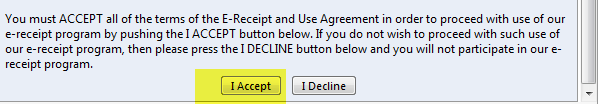 You must ACCEPT all of the terms of the E-Receipt and Use Agreement in order to proceed with use of our
e-receipt program by pushing the I ACCEPT button below. If you do not wish to proceed with such use
of our e-receipt program, then please press the I DECLINE button below and you will not participate in our e-
receipt program.
I Accept I Decline